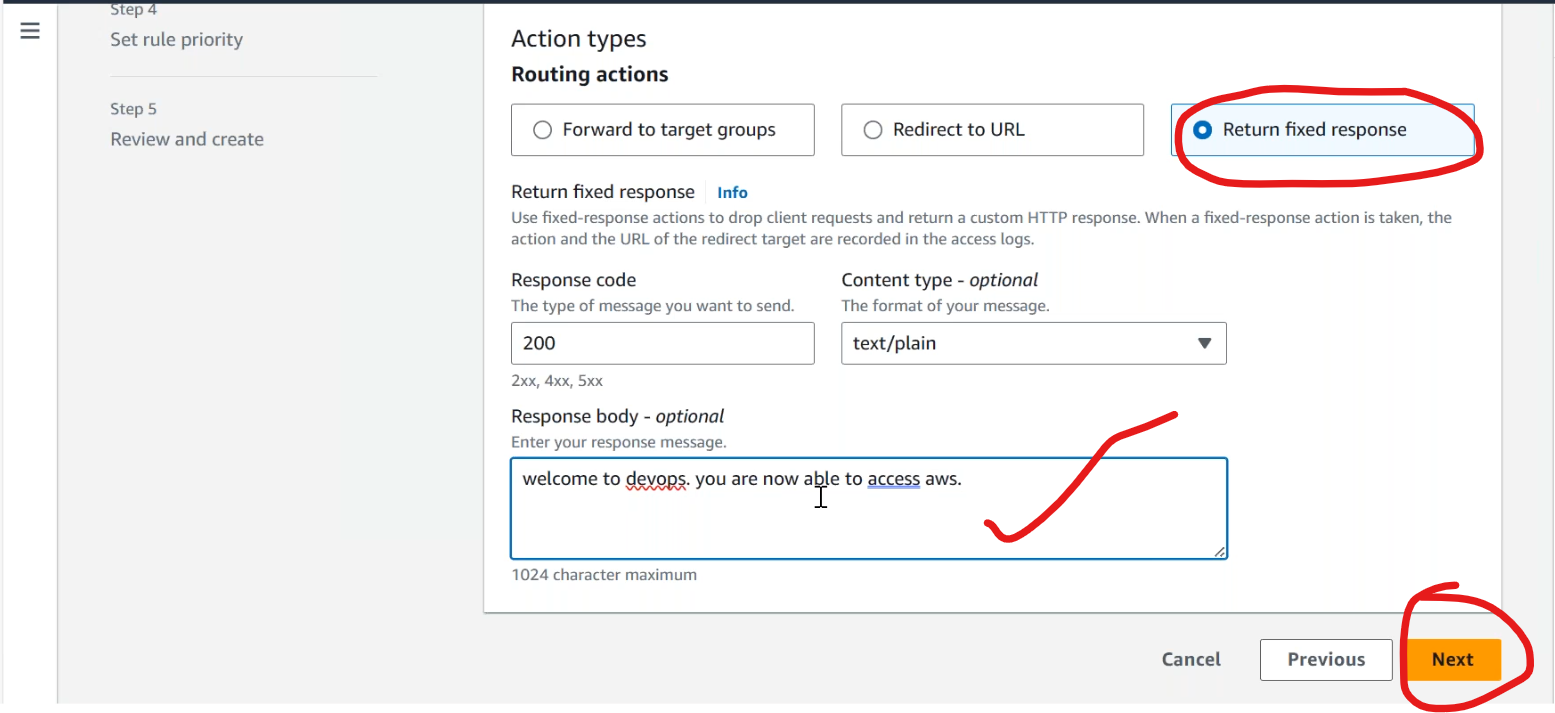 Step 4
Set rule priority
Step 5
Review and create
Action types
Routing actions
Forward to target groups
Redirect to URL
Return fixed response
Return fixed response
Info
Use fixed-response actions to drop client requests and return a custom HTTP response. When a fixed-response action is taken, the
action and the URL of the redirect target are recorded in the access logs.
Response code
The type of message you want to send.
200
2xx, 4xx, 5xx
Content type - optional
The format of your message.
text/plain
Response body - optional
Enter your response message.
welcome to devops. you are now able to access aws.
1024 character maximum
Cancel
Previous
Next